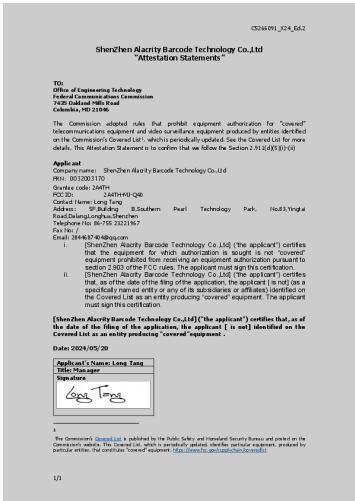 CS266091_X24_Ed.2
ShenZhen Alacrity Barcode Technology Co.,Ltd
"Attestation Statements"
TO:
Office of Engineering Technology
Federal Communications Commission
7435 Oakland Mills Road
Columbia, MD 21046
The Commission adopted rules that prohibit equipment authorization for "covered"
telecommunications equipment and video surveillance equipment produced by entities identified
on the Commission's Covered List¹, which is periodically updated. See the Covered List for more
details. This Attestation Statement is to confirm that we follow the Section 2.911(d)(5)(i)-(ii)
Applicant
Company name: ShenZhen Alacrity Barcode Technology Co.,Ltd
FRN: 0032003170
Grantee code: 2A4TH
FCC ID: 2A4TH-YU-Q40
Contact Name: Long Tang
Address: 5F,Building B,Southern Pearl Technology Park, No.83,Yingtai
Road,Dalang,Longhua,Shenzhen
Telephone No: 86-755 23221967
Fax No: /
Email: 2844687404@qq.com
i. [ShenZhen Alacrity Barcode Technology Co.,Ltd] ("the applicant") certifies
that the equipment for which authorization is sought is not "covered"
equipment prohibited from receiving an equipment authorization pursuant to
section 2.903 of the FCC rules. The applicant must sign this certification.
ii. [ShenZhen Alacrity Barcode Technology Co.,Ltd] ("the applicant") certifies
that, as of the date of the filing of the application, the applicant [ is not] (as a
specifically named entity or any of its subsidiaries or affiliates) identified on
the Covered List as an entity producing "covered" equipment. The applicant
must sign this certification.
[ShenZhen Alacrity Barcode Technology Co.,Ltd] ("the applicant") certifies that, as of
the date of the filing of the application, the applicant [ is not] identified on the
Covered List as an entity producing "covered"equipment .
Date: 2024/05/20
Applicant's Name: Long Tang
Title: Manager
Signature
Long Tang
1
The Commission's Covered List is published by the Public Safety and Homeland Security Bureau and posted on the
Commission's website. This Covered List, which is periodically updated, identifies particular equipment, produced by
particular entities, that constitutes "covered" equipment. https://www.fcc.gov/supplychain/coveredlist
1/1